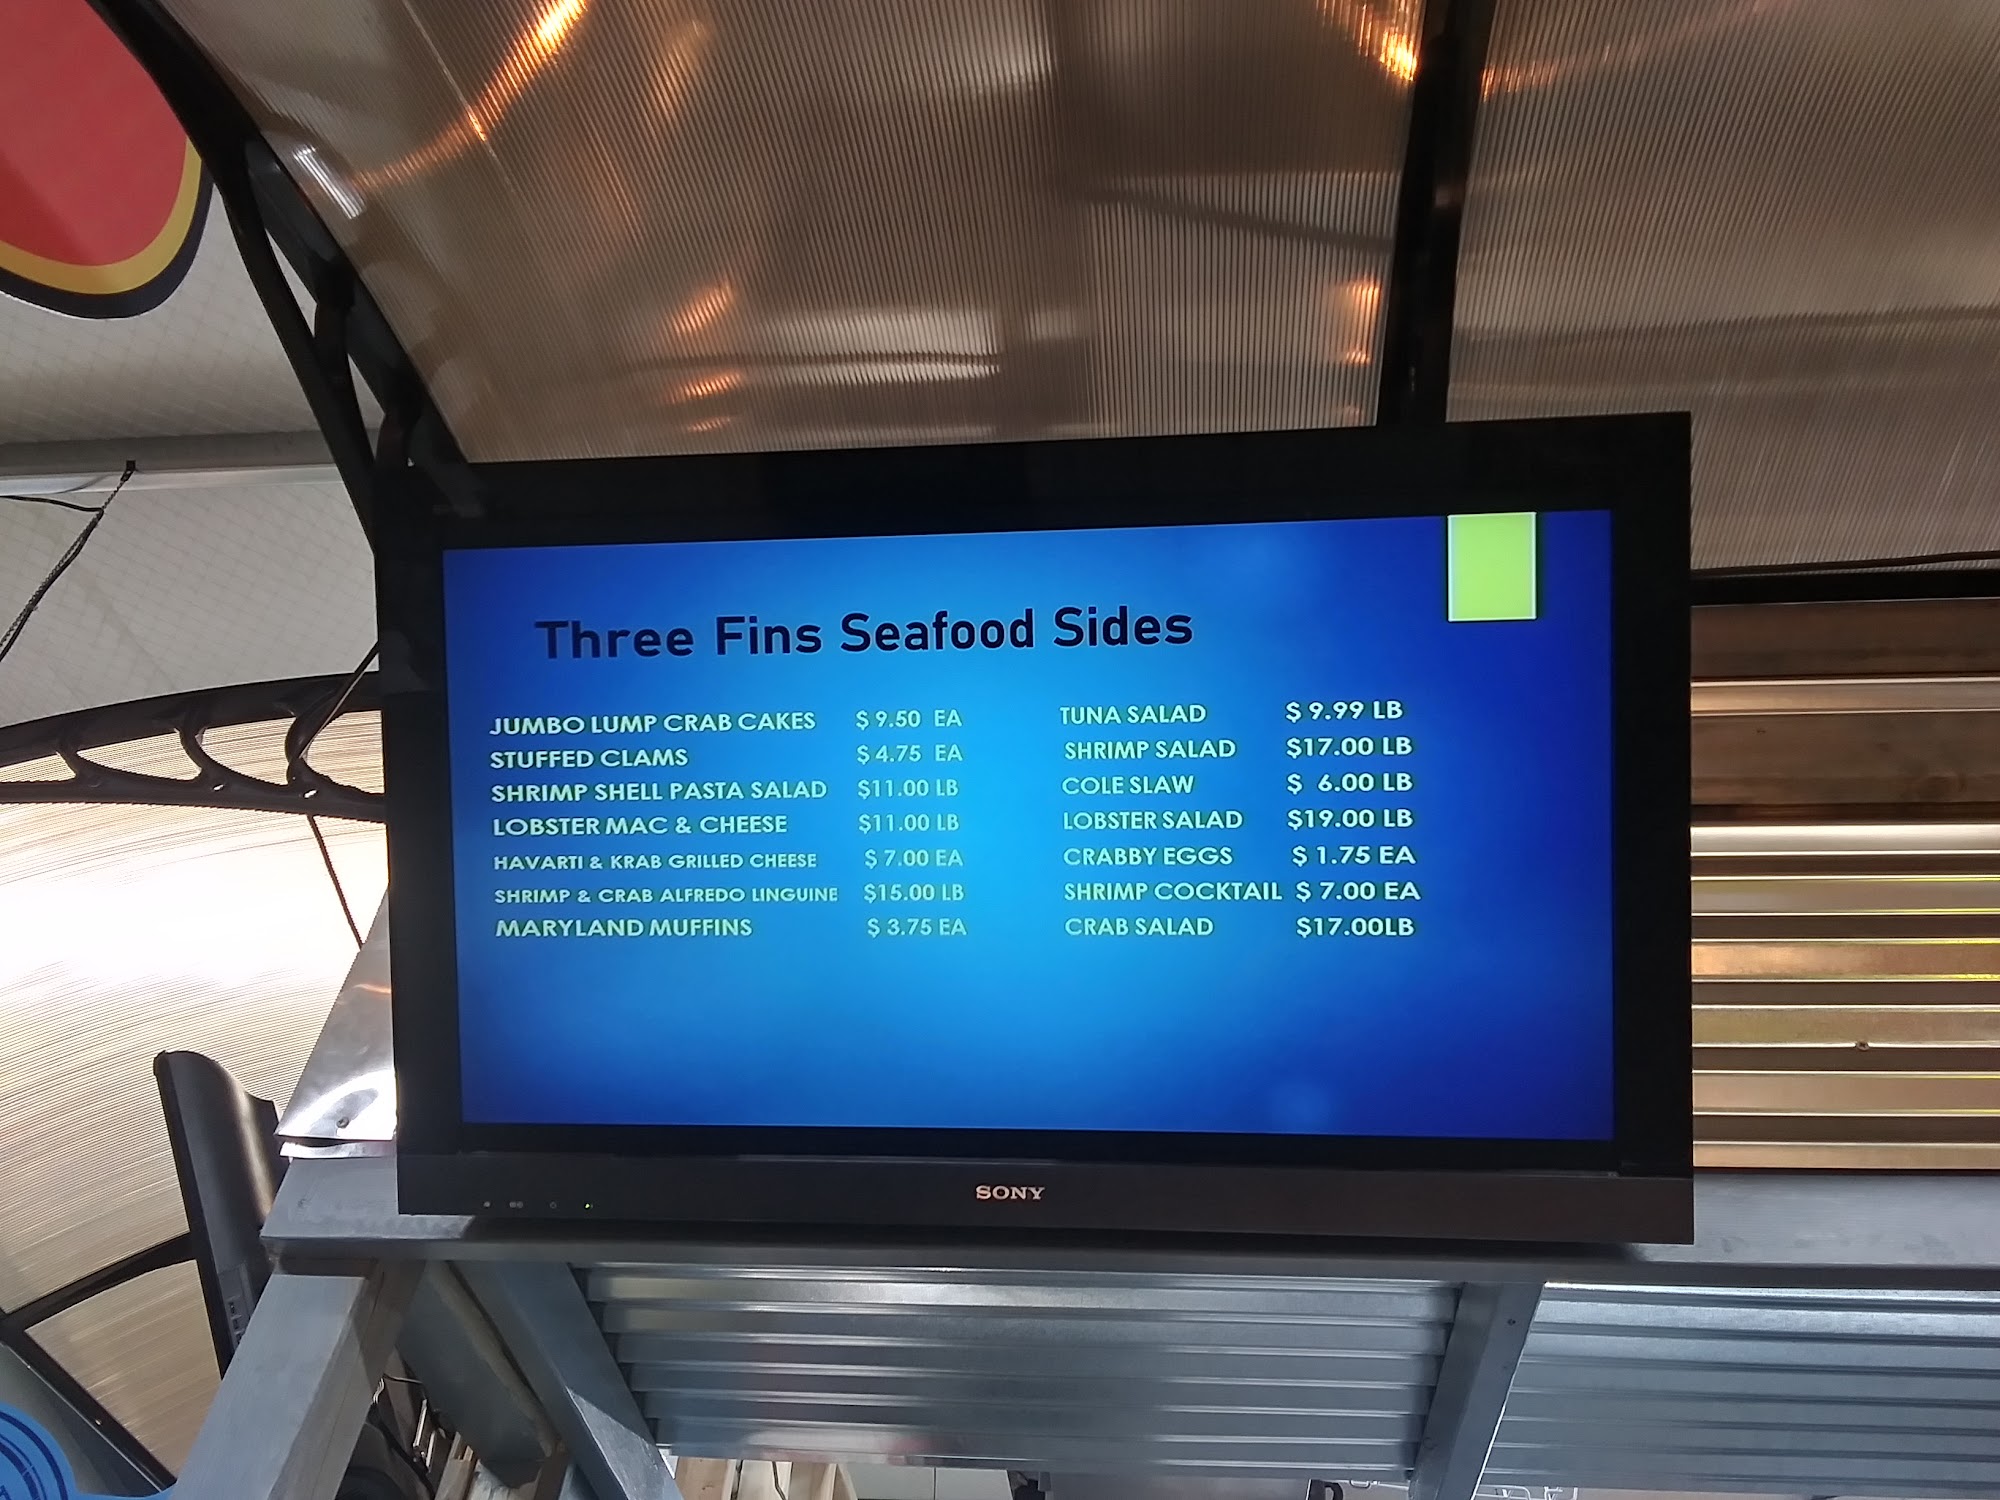 Three Fins Seafood Sides
JUMBO LUMP CRAB CAKES $ 9.50 EA
STUFFED CLAMS $ 4.75 EA
SHRIMP SHELL PASTA SALAD $11.00 LB
LOBSTER MAC & CHEESE $11.00 LB
HAVARTI & KRAB GRILLED CHEESE $ 7.00 EA
SHRIMP & CRAB ALFREDO LINGUINE $15.00 LB
MARYLAND MUFFINS $ 3.75 EA
TUNA SALAD $ 9.99 LB
SHRIMP SALAD $17.00 LB
COLE SLAW $ 6.00 LB
LOBSTER SALAD $19.00 LB
CRABBY EGGS $ 1.75 EA
SHRIMP COCKTAIL $ 7.00 EA
CRAB SALAD $17.00LB
SONY